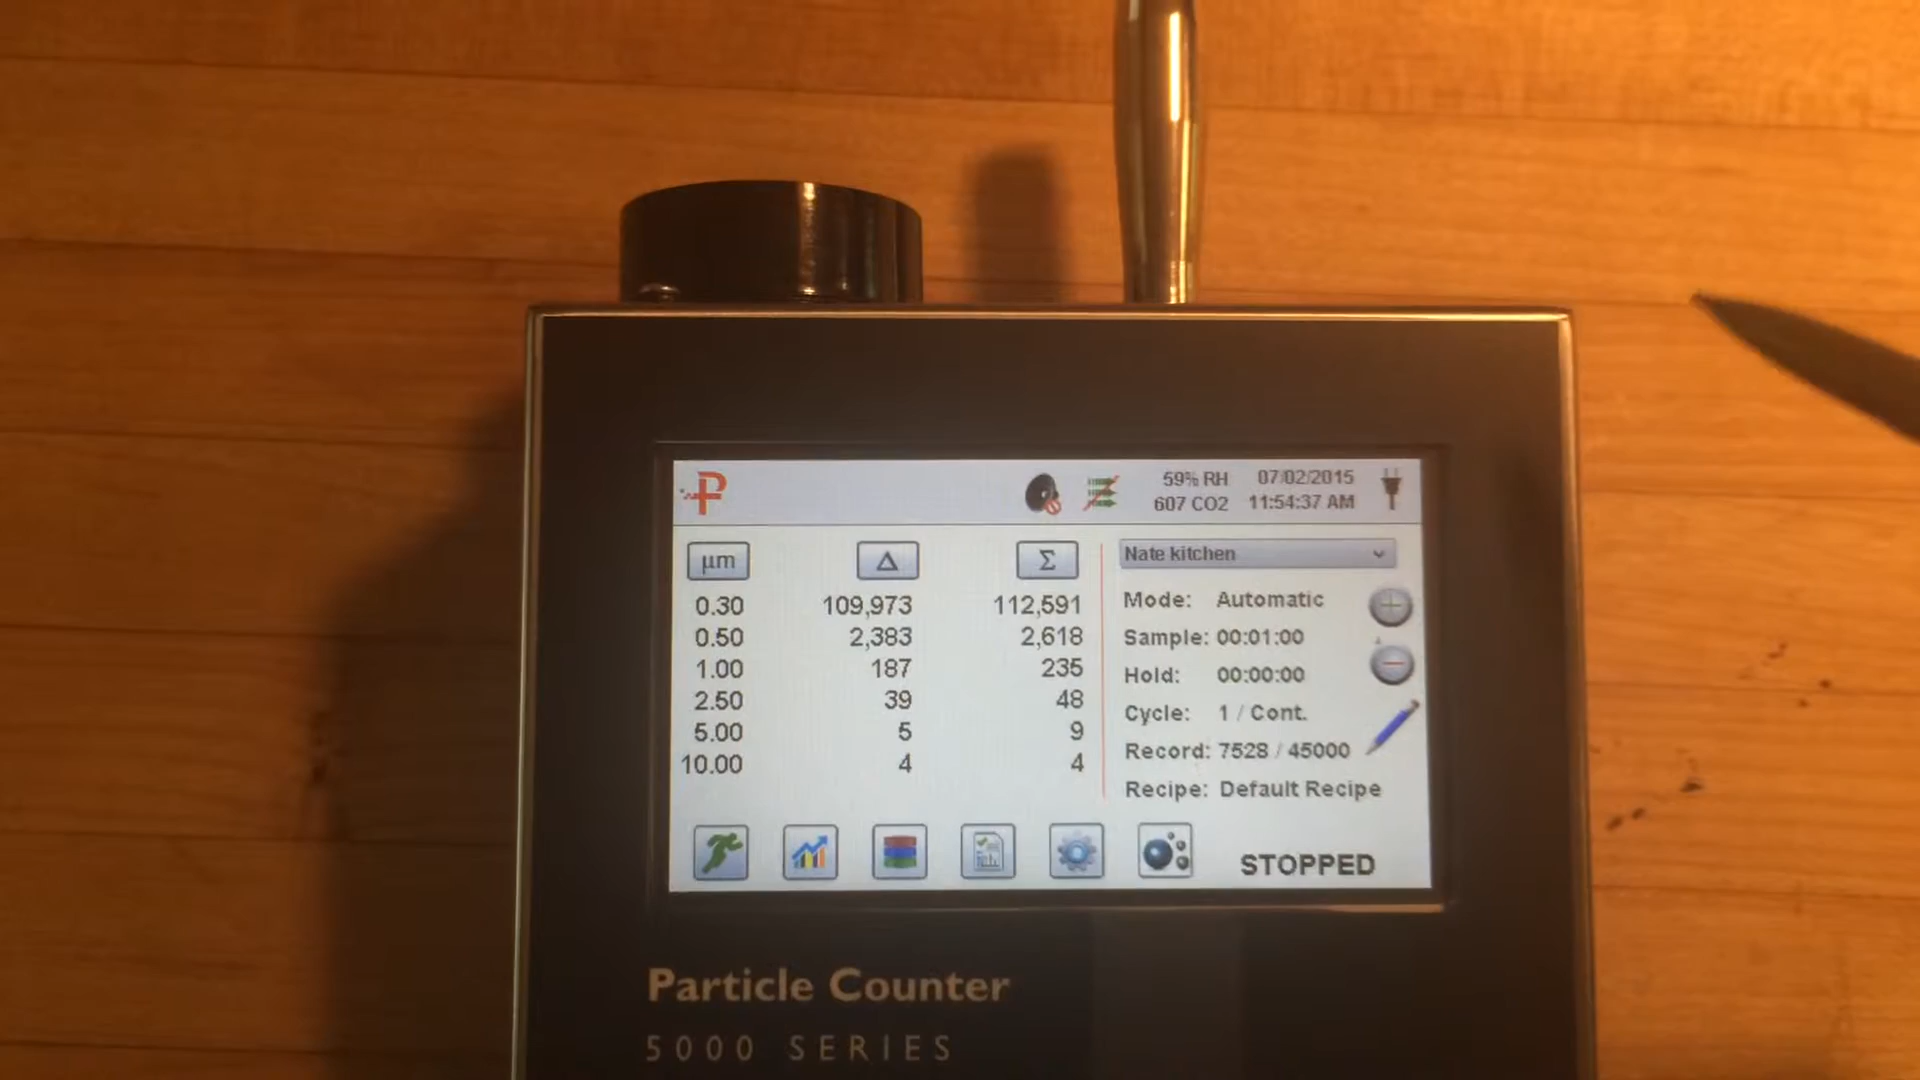 59% RH 07/02/2015
607 CO2 11:54:37 AM
µm Δ Σ
0.30 109,973 112,591
0.50 2,383 2,618
1.00 187 235
2.50 39 48
5.00 5 9
10.00 4 4
Nate kitchen
Mode: Automatic
Sample: 00:01:00
Hold: 00:00:00
Cycle: 1 / Cont.
Record: 7528 / 45000
Recipe: Default Recipe
STOPPED
Particle Counter
5000 SERIES